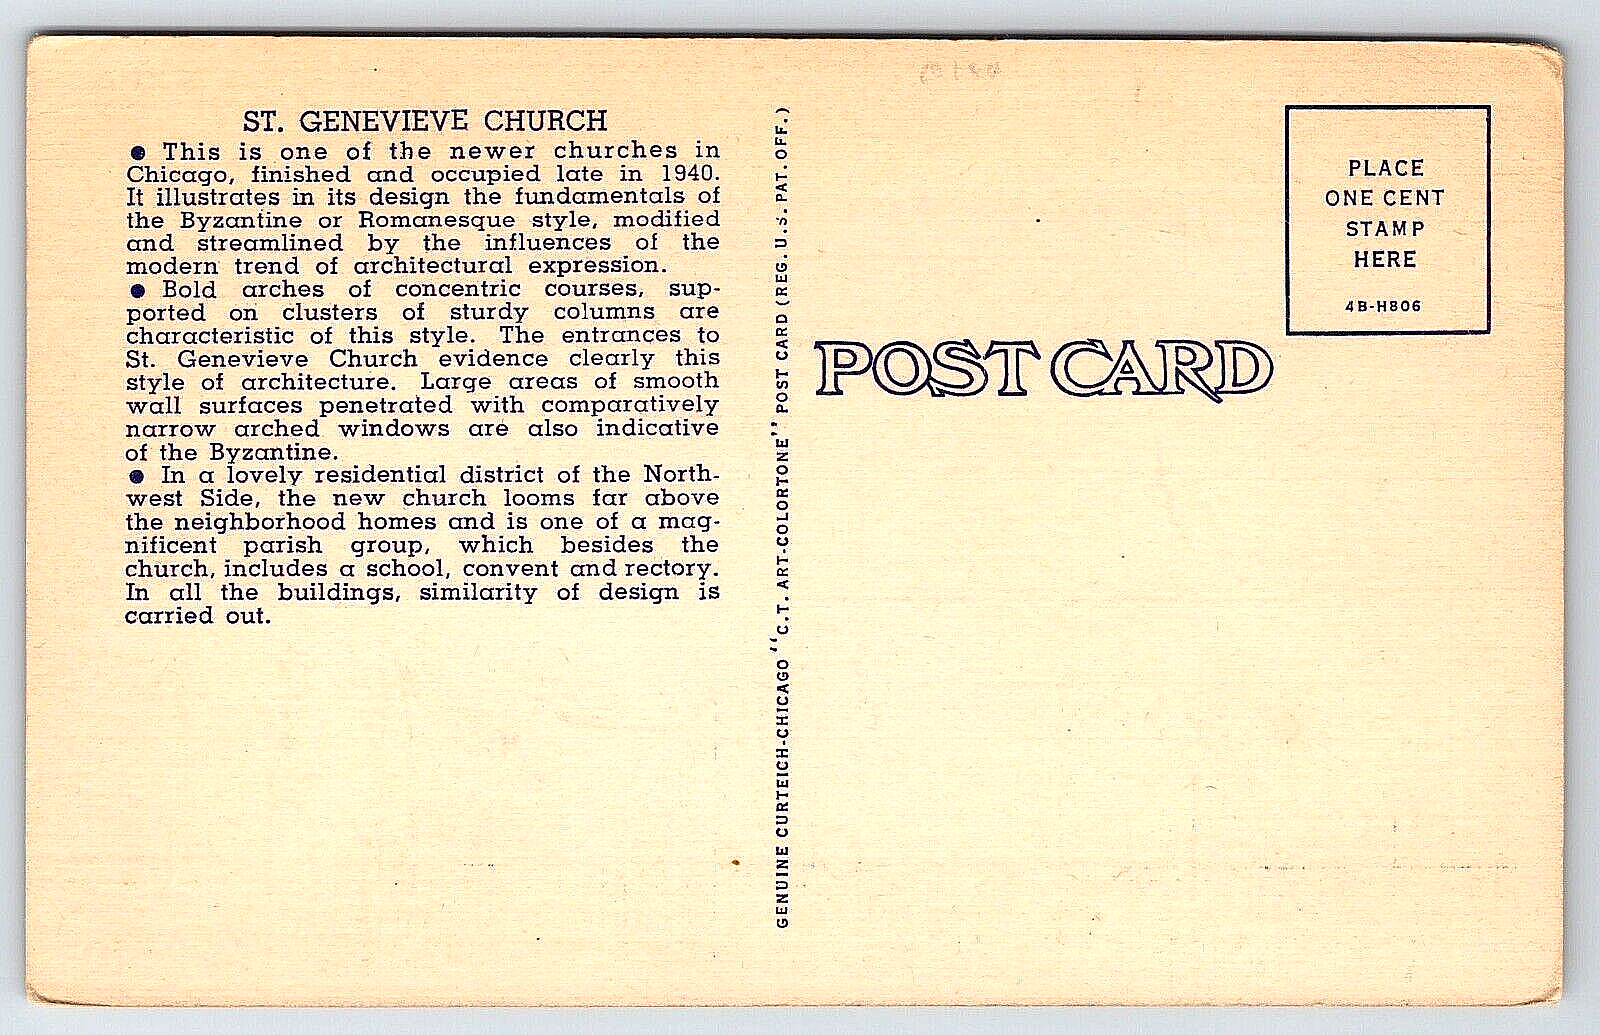 ST. GENEVIEVE CHURCH
● This is one of the newer churches in
Chicago, finished and occupied late in 1940.
It illustrates in its design the fundamentals of
the Byzantine or Romanesque style, modified
and streamlined by the influences of the
modern trend of architectural expression.
● Bold arches of concentric courses, sup-
ported on clusters of sturdy columns are
characteristic of this style. The entrances to
St. Genevieve Church evidence clearly this
style of architecture. Large areas of smooth
wall surfaces penetrated with comparatively
narrow arched windows are also indicative
of the Byzantine.
● In a lovely residential district of the North-
west Side, the new church looms far above
the neighborhood homes and is one of a mag-
nificent parish group, which besides the
church, includes a school, convent and rectory.
In all the buildings, similarity of design is
carried out.
GENUINE CURTEICH-CHICAGO "C.T. ART-COLORTONE" POST CARD (REG. U.S. PAT. OFF.)
POST CARD
PLACE
ONE CENT
STAMP
HERE
4B-H806